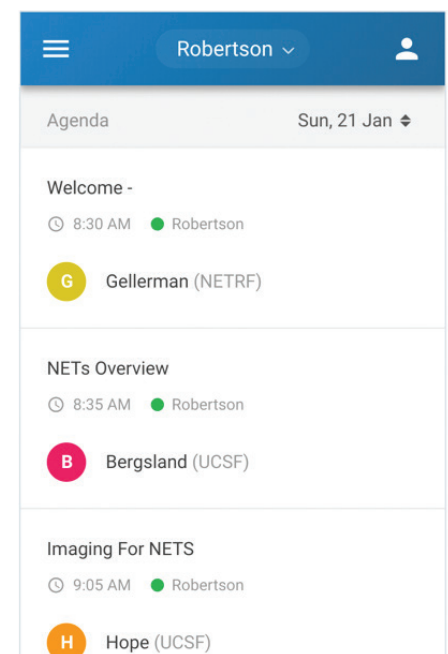 Robertson
Agenda Sun, 21 Jan
Welcome -
8:30 AM Robertson
G Gellerman (NETRF)
NETs Overview
8:35 AM Robertson
B Bergsland (UCSF)
Imaging For NETS
9:05 AM Robertson
H Hope (UCSF)